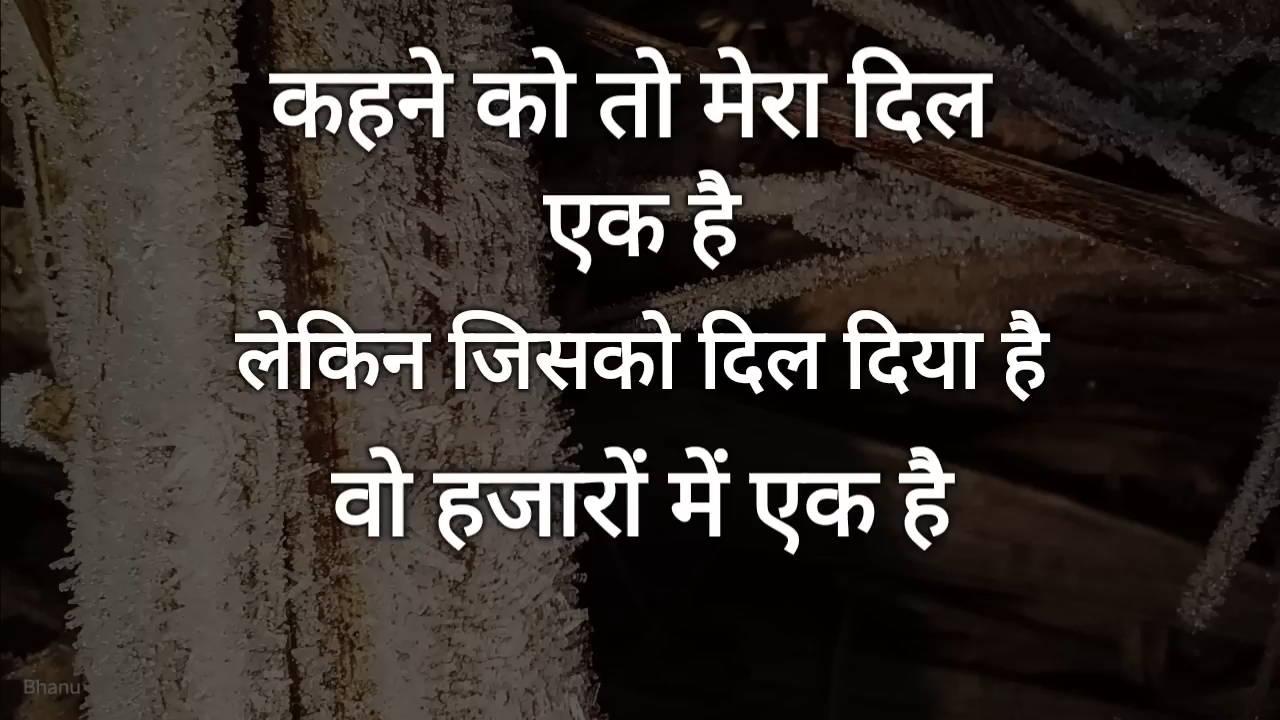 कहने को तो मेरा दिल
एक है
लेकिन जिसको दिल दिया है
वो हजारों में एक है
Bhanu